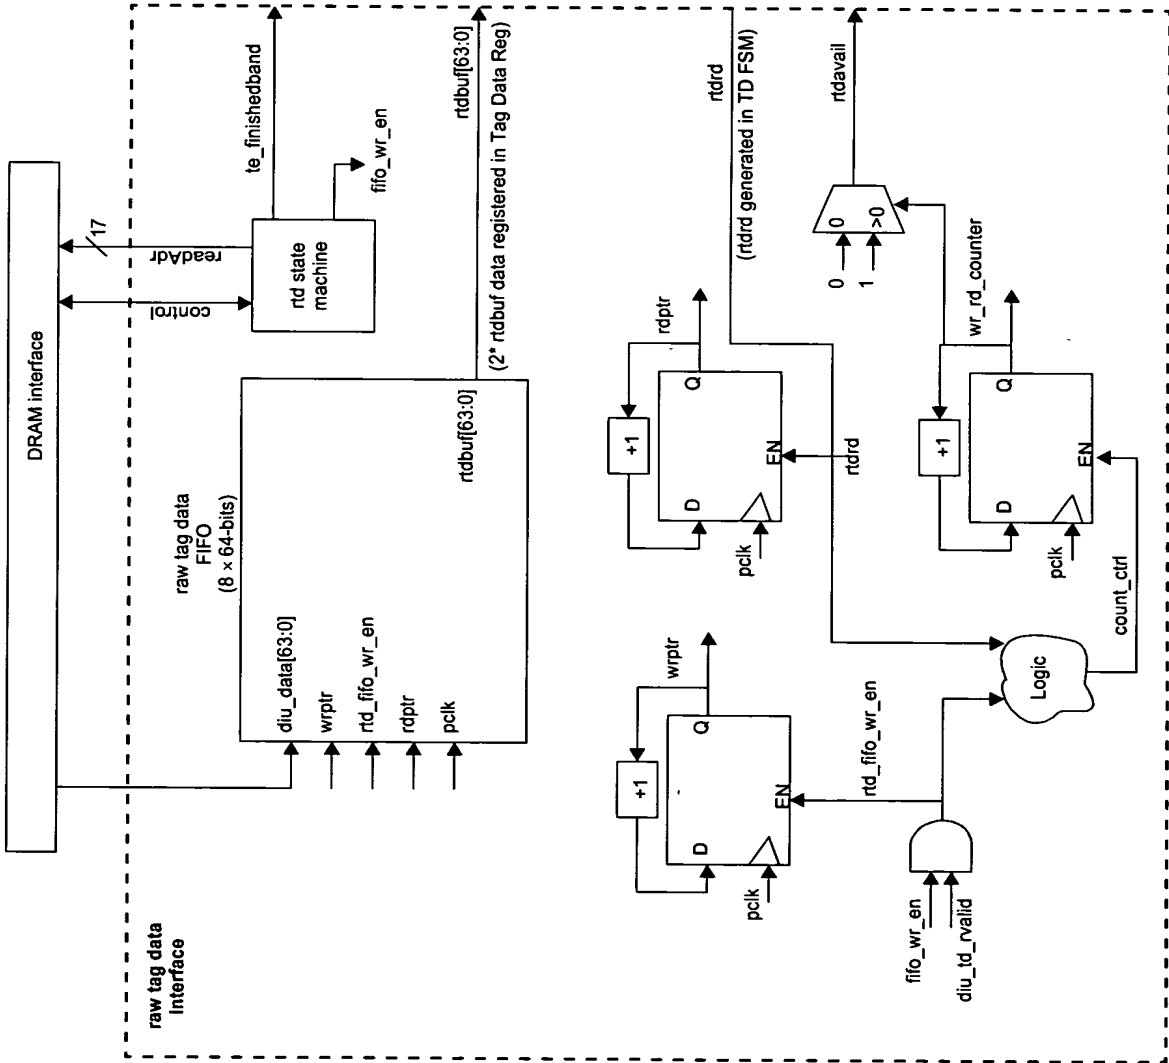 DRAM interface
control
readAdr
17
raw tag data
Interface
raw tag data
FIFO
(8 × 64-bits)
diu_data[63:0]
wrptr
rtd_fifo_wr_en
rdptr
pclk
rtdbuf[63:0]
rtd state
machine
te_finishedband
fifo_wr_en
rtdbuf[63:0]
(2* rtdbuf data registered in Tag Data Reg)
+1
D
Q
EN
pclk
wrptr
+1
D
Q
EN
pclk
rdptr
rtdrd
rtdrd
(rtdrd generated in TD FSM)
fifo_wr_en
diu_td_rvalid
rtd_fifo_wr_en
Logic
count_ctrl
+1
D
Q
EN
pclk
wr_rd_counter
0
1
0
>0
rtdavail